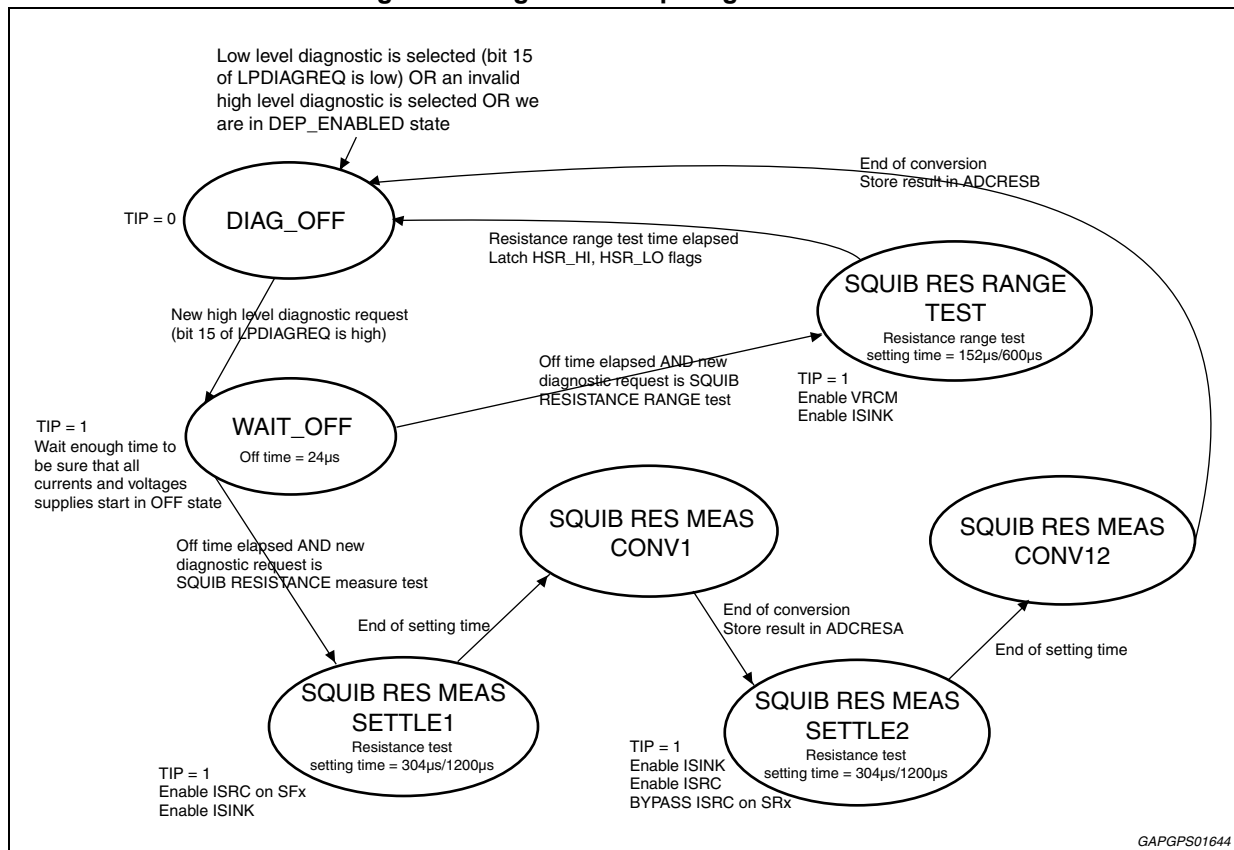 Low level diagnostic is selected (bit 15
of LPDIAGREQ is low) OR an invalid
high level diagnostic is selected OR we
are in DEP_ENABLED state
End of conversion
Store result in ADCRESB
TIP = 0
DIAG_OFF
Resistance range test time elapsed
Latch HSR_HI, HSR_LO flags
SQUIB RES RANGE
TEST
Resistance range test
setting time = 152µs/600µs
New high level diagnostic request
(bit 15 of LPDIAGREQ is high)
Off time elapsed AND new
diagnostic request is SQUIB
RESISTANCE RANGE test
TIP = 1
Enable VRCM
Enable ISINK
TIP = 1
Wait enough time to
be sure that all
currents and voltages
supplies start in OFF state
WAIT_OFF
Off time = 24µs
SQUIB RES MEAS
CONV1
SQUIB RES MEAS
CONV12
Off time elapsed AND new
diagnostic request is
SQUIB RESISTANCE measure test
End of setting time
End of conversion
Store result in ADCRESA
End of setting time
SQUIB RES MEAS
SETTLE1
Resistance test
setting time = 304µs/1200µs
TIP = 1
Enable ISRC on SFx
Enable ISINK
SQUIB RES MEAS
SETTLE2
Resistance test
setting time = 304µs/1200µs
TIP = 1
Enable ISINK
Enable ISRC
BYPASS ISRC on SRx
GAPGPS01644